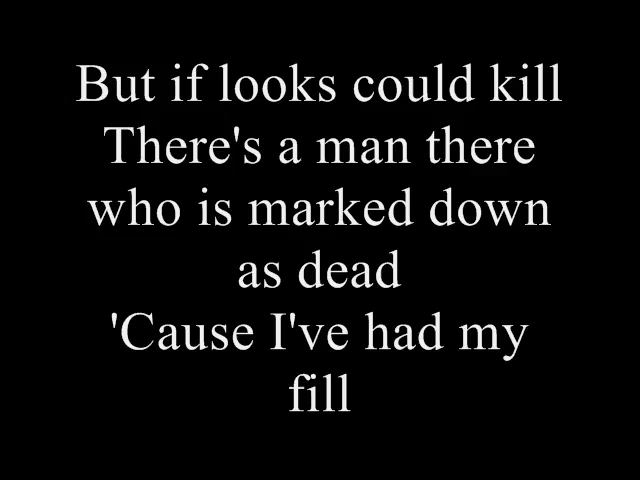 But if looks could kill
There's a man there
who is marked down
as dead
'Cause I've had my
fill